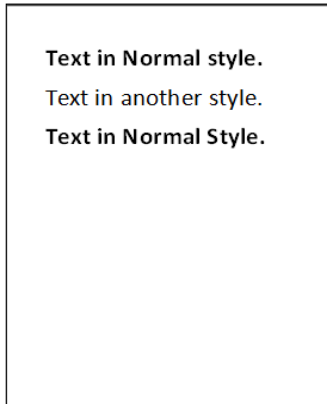 Text in Normal style.
Text in another style.
Text in Normal Style.